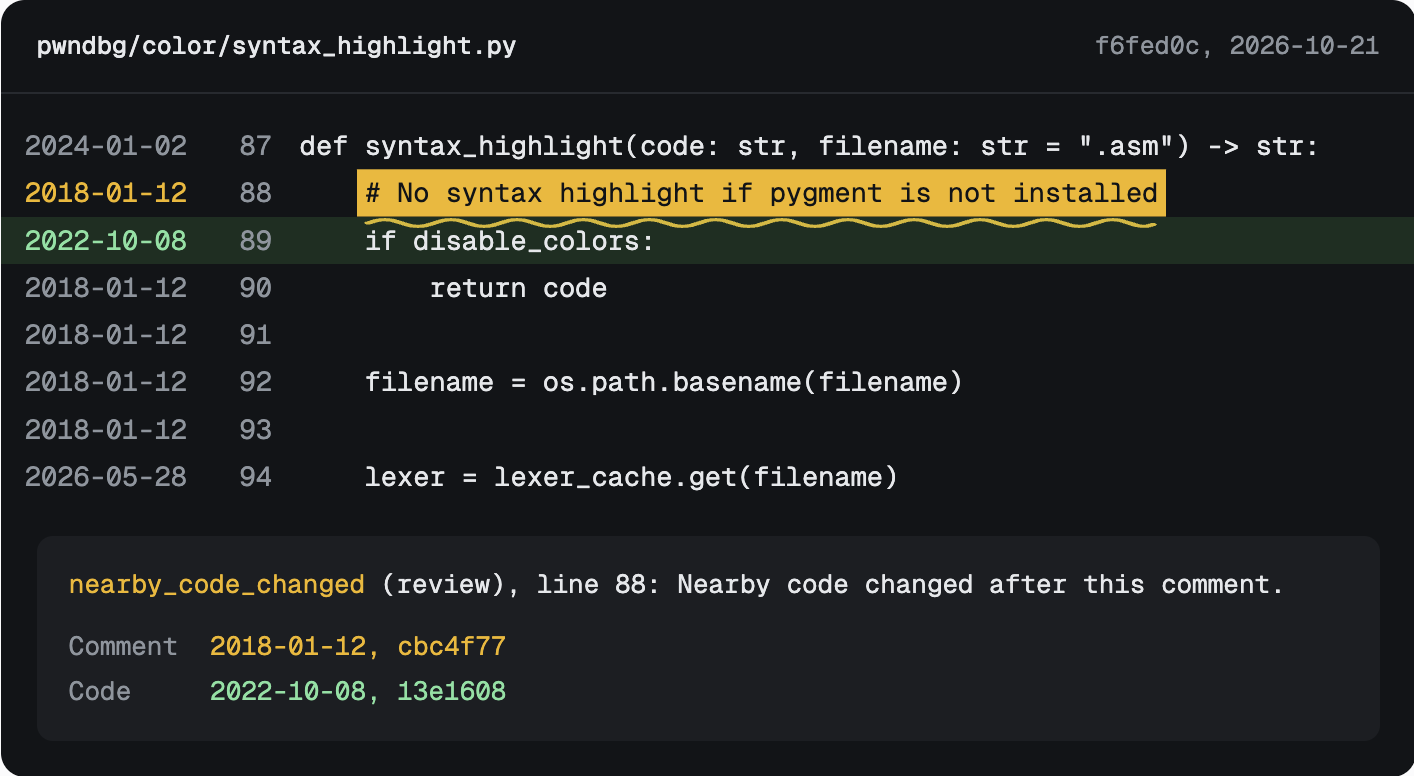 pwndbg/color/syntax_highlight.py f6fed0c, 2026-10-21
2024-01-02 87 def syntax_highlight(code: str, filename: str = ".asm") -> str:
2018-01-12 88 # No syntax highlight if pygment is not installed
2022-10-08 89 if disable_colors:
2018-01-12 90 return code
2018-01-12 91
2018-01-12 92 filename = os.path.basename(filename)
2018-01-12 93
2026-05-28 94 lexer = lexer_cache.get(filename)
nearby_code_changed (review), line 88: Nearby code changed after this comment.
Comment 2018-01-12, cbc4f77
Code 2022-10-08, 13e1608